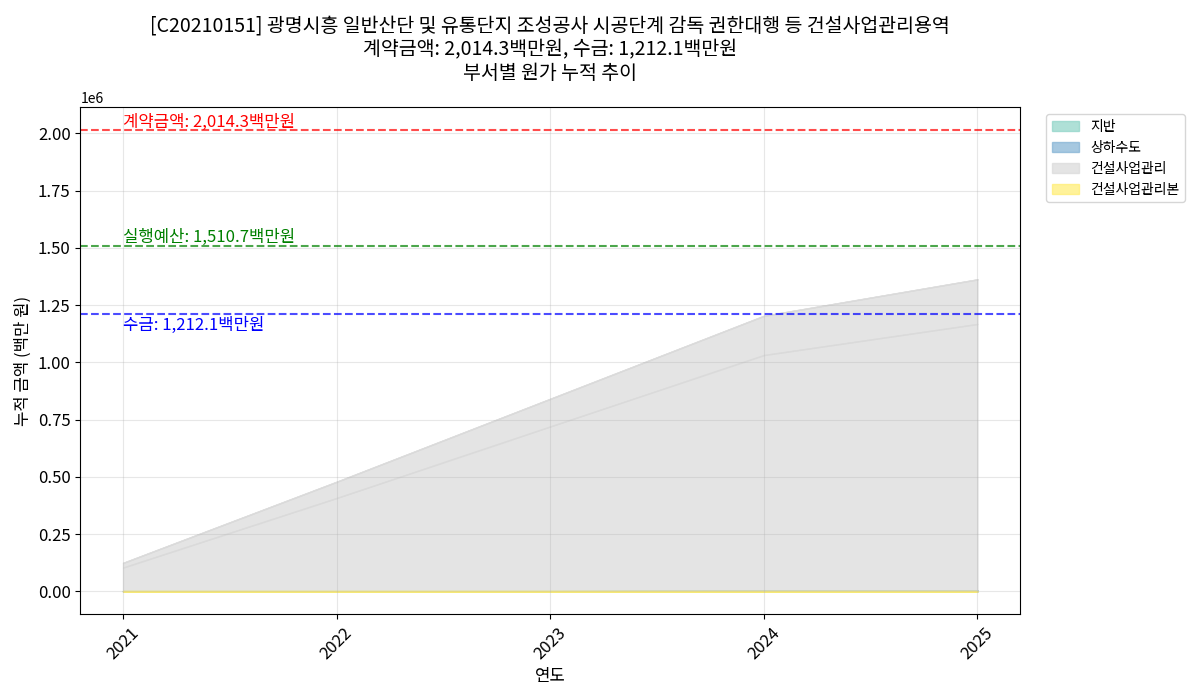 [C20210151] 광명시흥 일반산단 및 유통단지 조성공사 시공단계 감독 권한대행 등 건설사업관리용역
계약금액: 2,014.3백만원, 수금: 1,212.1백만원
부서별 원가 누적 추이
1e6
계약금액: 2,014.3백만원
실행예산: 1,510.7백만원
수금: 1,212.1백만원
2.00
1.75
1.50
1.25
1.00
0.75
0.50
0.25
0.00
누적 금액 (백만 원)
2021
2022
2023
2024
2025
연도
지반
상하수도
건설사업관리
건설사업관리본